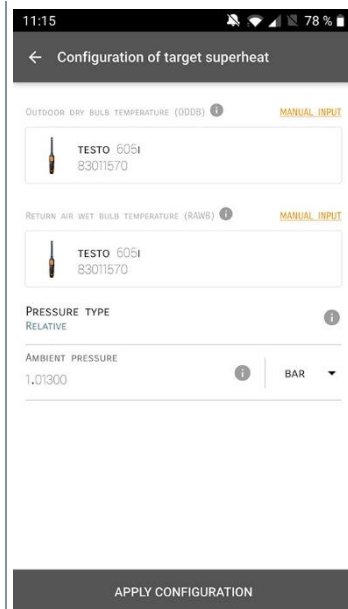 11:15 78 %
Configuration of target superheat
OUTDOOR DRY BULB TEMPERATURE (ODDB) i MANUAL INPUT
TESTO 605I
83011570
RETURN AIR WET BULB TEMPERATURE (RAWB) i MANUAL INPUT
TESTO 605I
83011570
PRESSURE TYPE i
RELATIVE
AMBIENT PRESSURE
1.01300 i BAR
APPLY CONFIGURATION